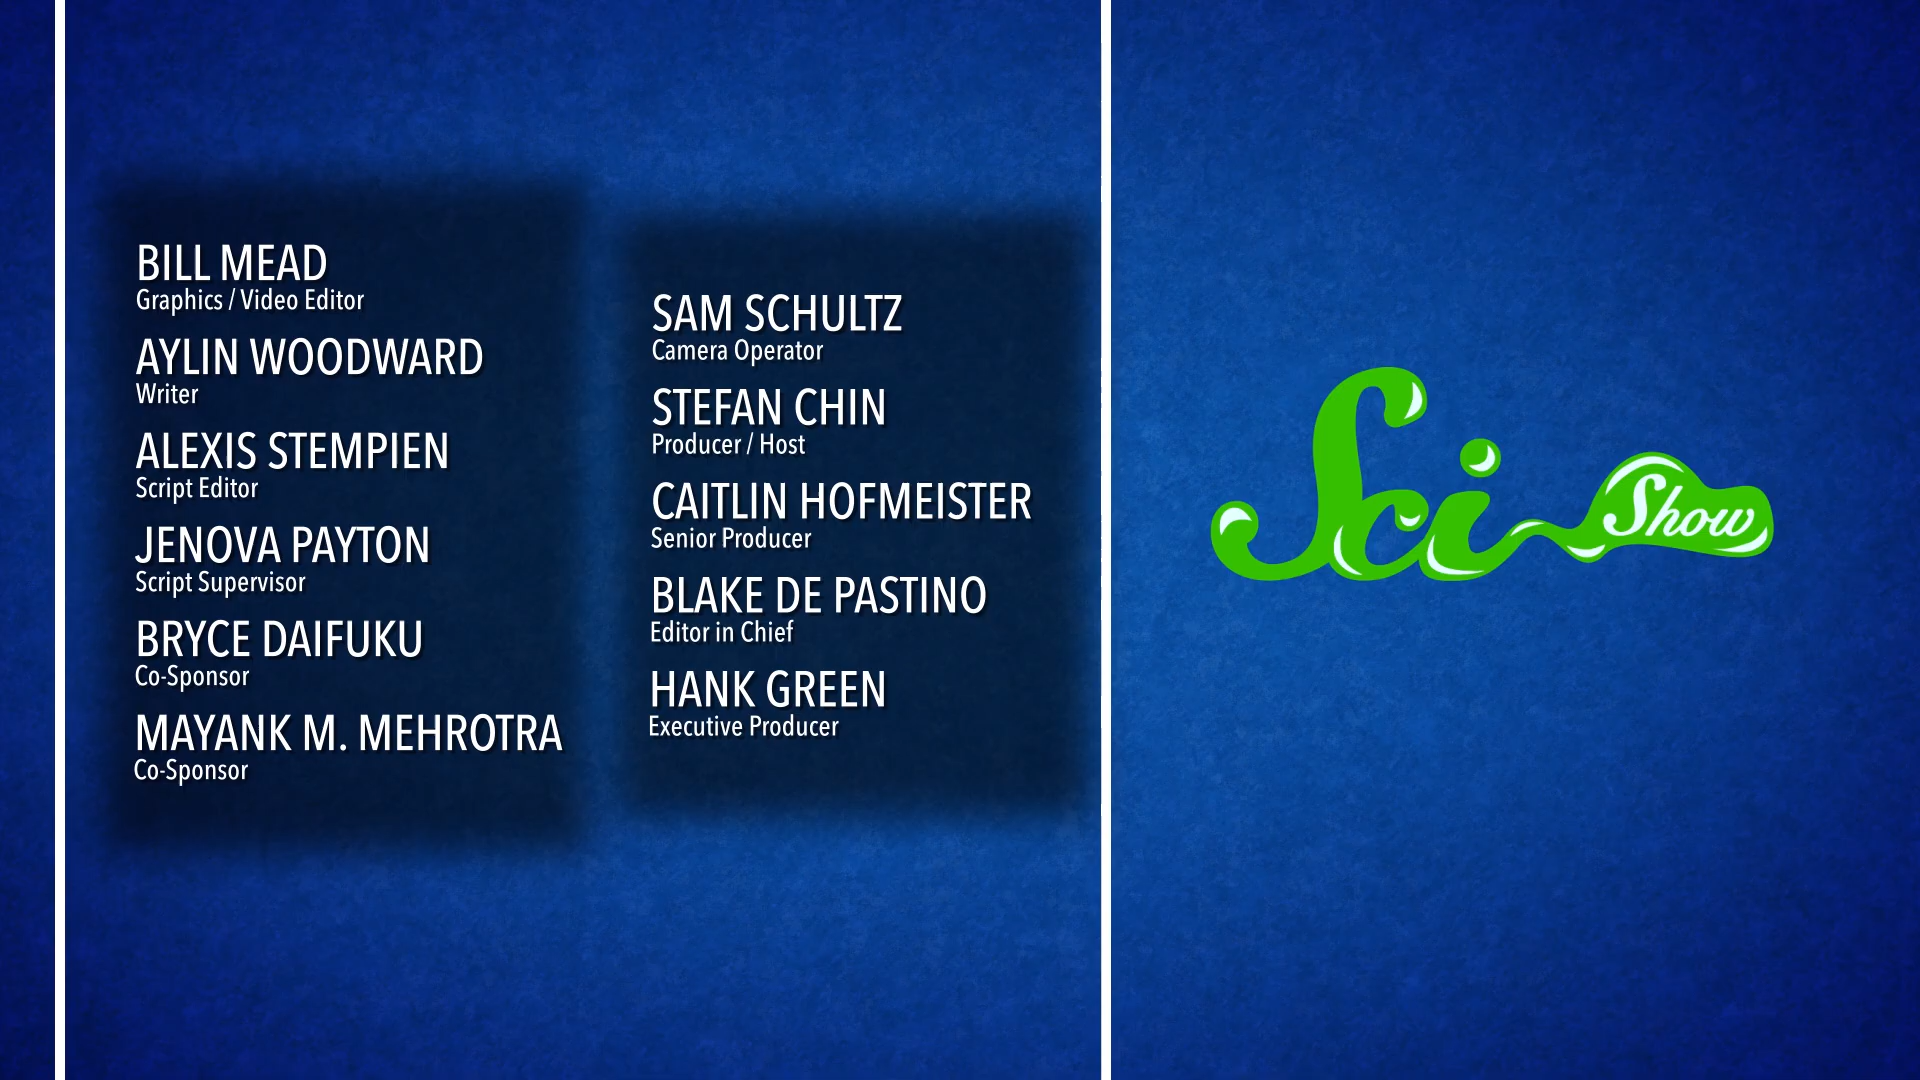 BILL MEAD
Graphics / Video Editor
AYLIN WOODWARD
Writer
ALEXIS STEMPIEN
Script Editor
JENOVA PAYTON
Script Supervisor
BRYCE DAIFUKU
Co-Sponsor
MAYANK M. MEHROTRA
Co-Sponsor
SAM SCHULTZ
Camera Operator
STEFAN CHIN
Producer / Host
CAITLIN HOFMEISTER
Senior Producer
BLAKE DE PASTINO
Editor in Chief
HANK GREEN
Executive Producer
Sci Show